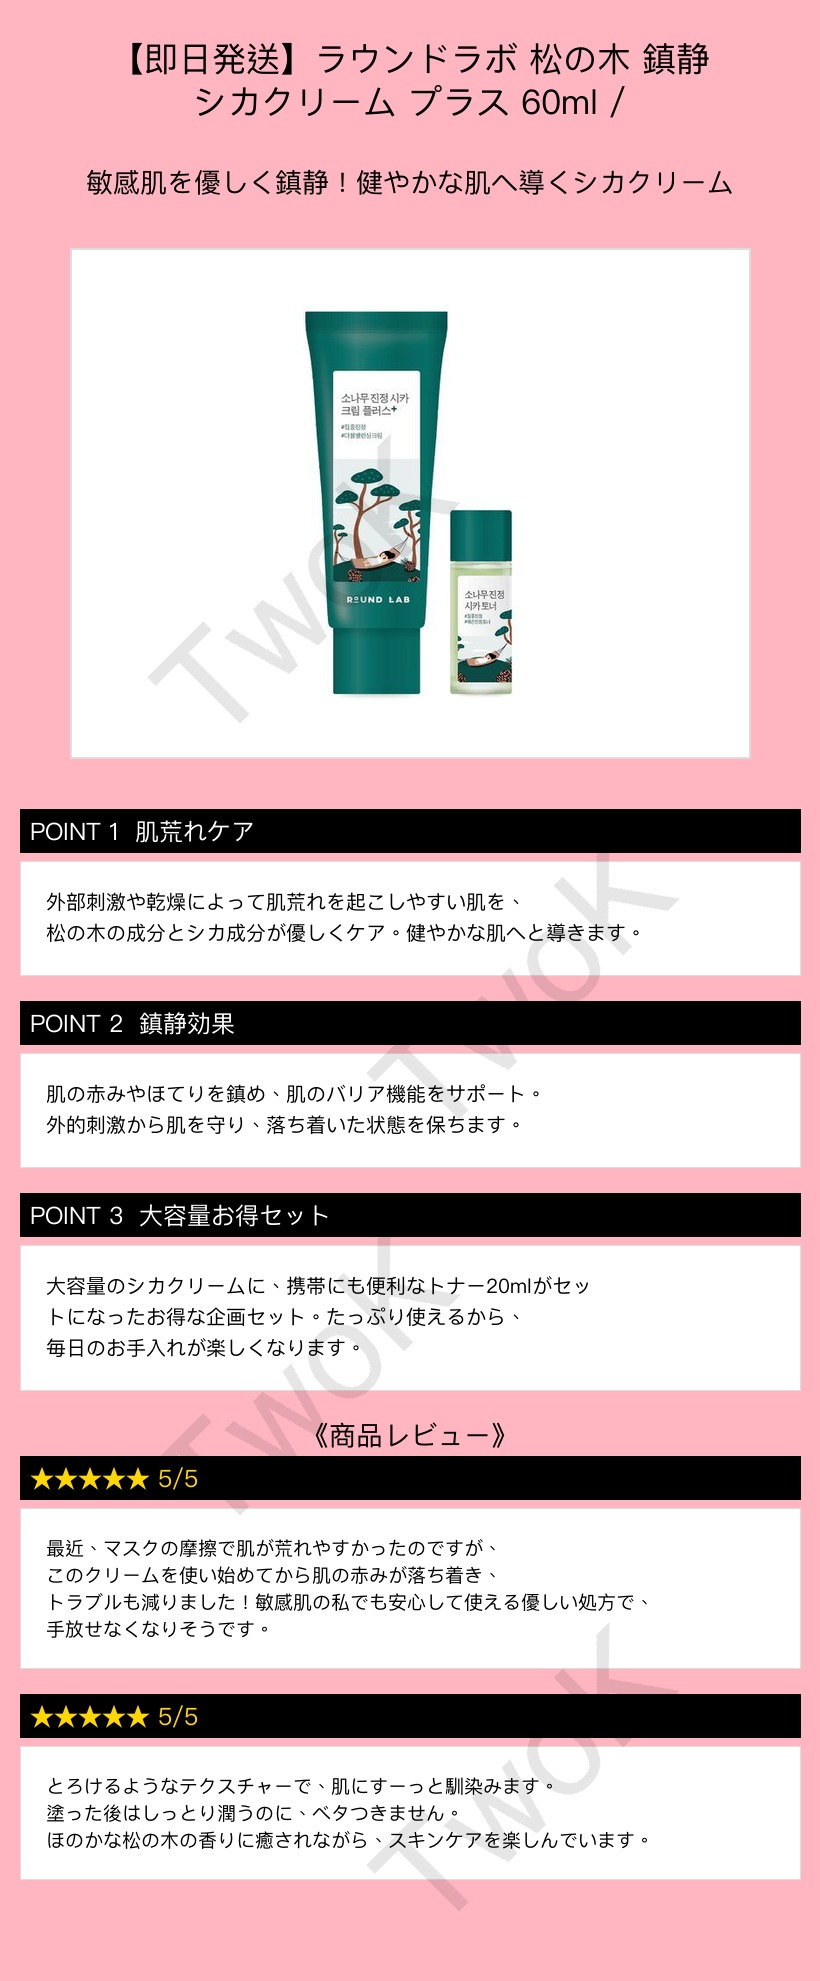 【即日発送】ラウンドラボ 松の木 鎮静
シカクリーム プラス 60ml /
敏感肌を優しく鎮静！健やかな肌へ導くシカクリーム
소나무 진정 시카
크림 플러스+
#집중진정
#더블밸런싱크림
ROUND LAB
소나무 진정
시카 토너
#집중진정
TwoK
POINT 1 肌荒れケア
外部刺激や乾燥によって肌荒れを起こしやすい肌を、
松の木の成分とシカ成分が優しくケア。健やかな肌へと導きます。
TwoK
POINT 2 鎮静効果
肌の赤みやほてりを鎮め、肌のバリア機能をサポート。
外的刺激から肌を守り、落ち着いた状態を保ちます。
POINT 3 大容量お得セット
大容量のシカクリームに、携帯にも便利なトナー20mlがセッ
トになったお得な企画セット。たっぷり使えるから、
毎日のお手入れが楽しくなります。
TwoK
《商品レビュー》
★★★★★ 5/5
最近、マスクの摩擦で肌が荒れやすかったのですが、
このクリームを使い始めてから肌の赤みが落ち着き、
トラブルも減りました！敏感肌の私でも安心して使える優しい処方で、
手放せなくなりそうです。
★★★★★ 5/5
とろけるようなテクスチャーで、肌にすーっと馴染みます。
塗った後はしっとり潤うのに、ベタつきません。
ほのかな松の木の香りに癒されながら、スキンケアを楽しんでいます。
TwoK